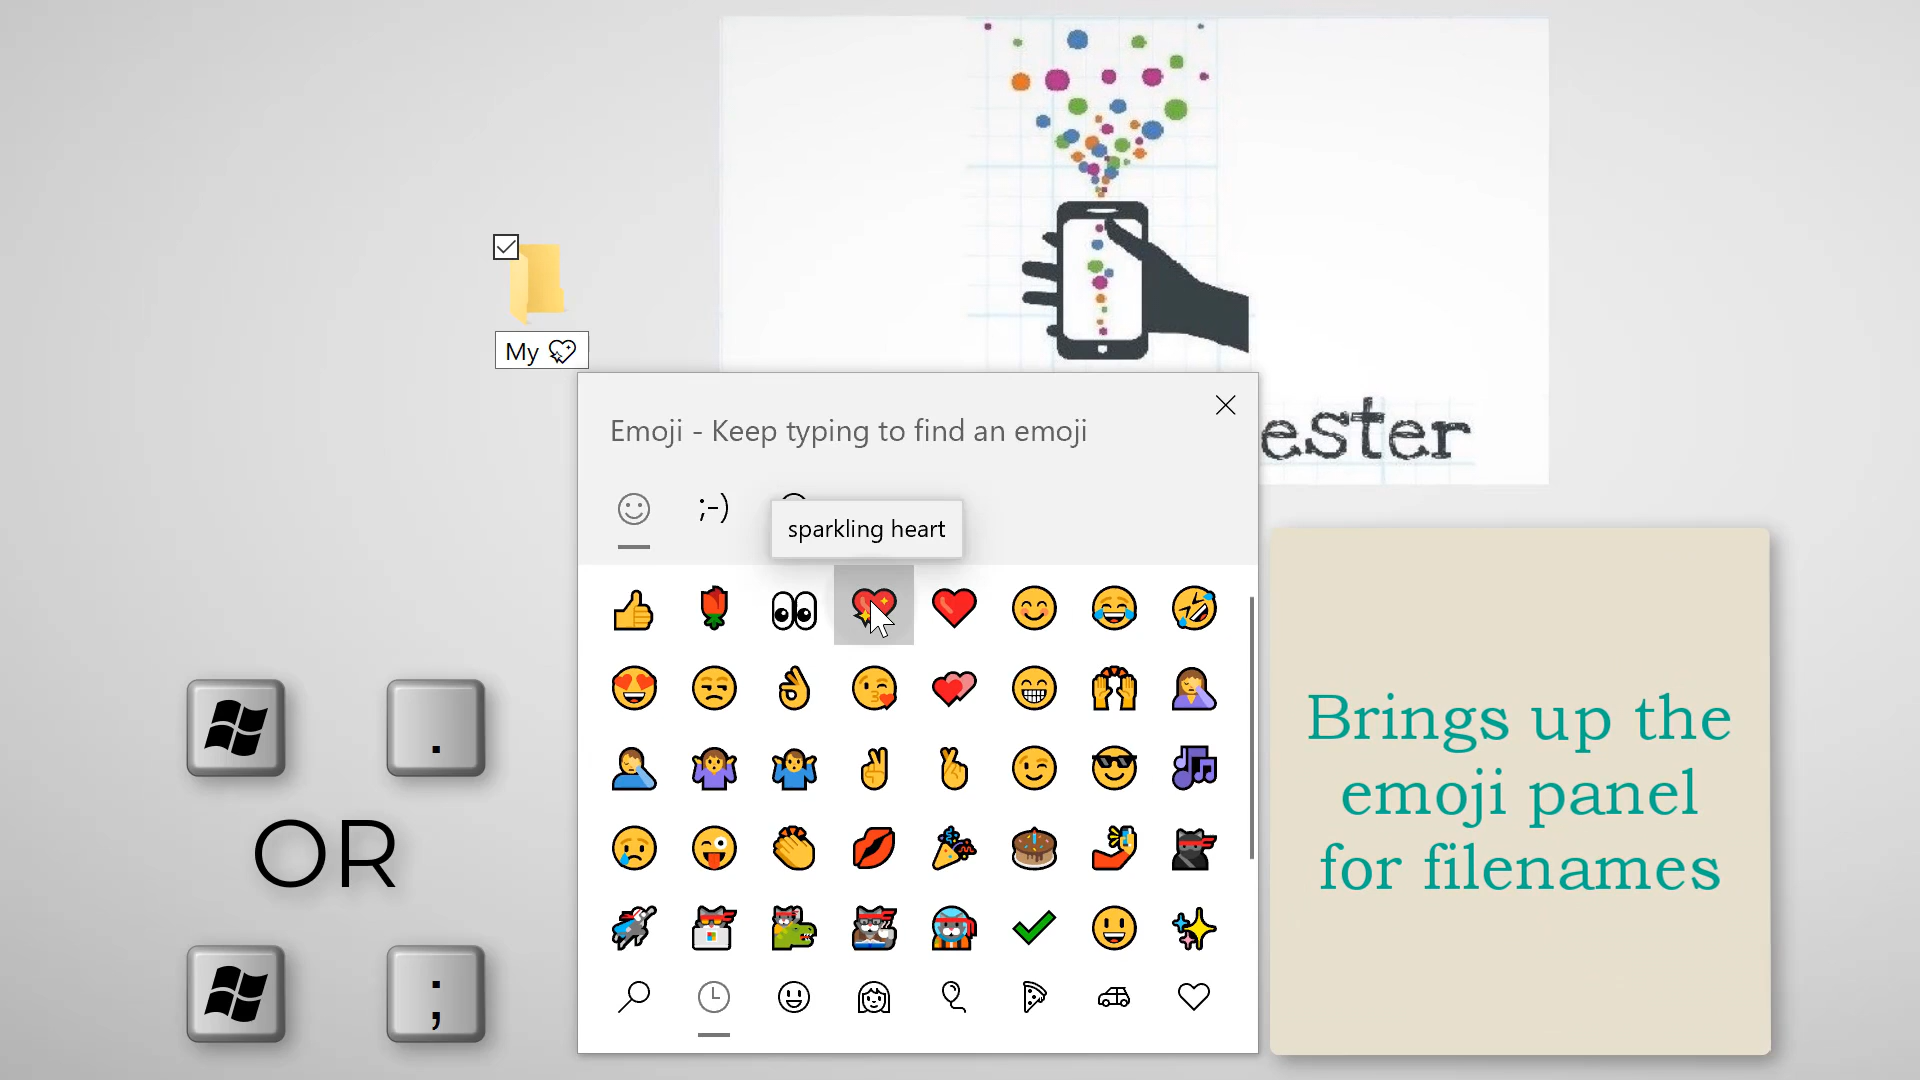 My 💖
ester
Emoji - Keep typing to find an emoji
;-)
sparkling heart
.
OR
;
Brings up the
emoji panel
for filenames